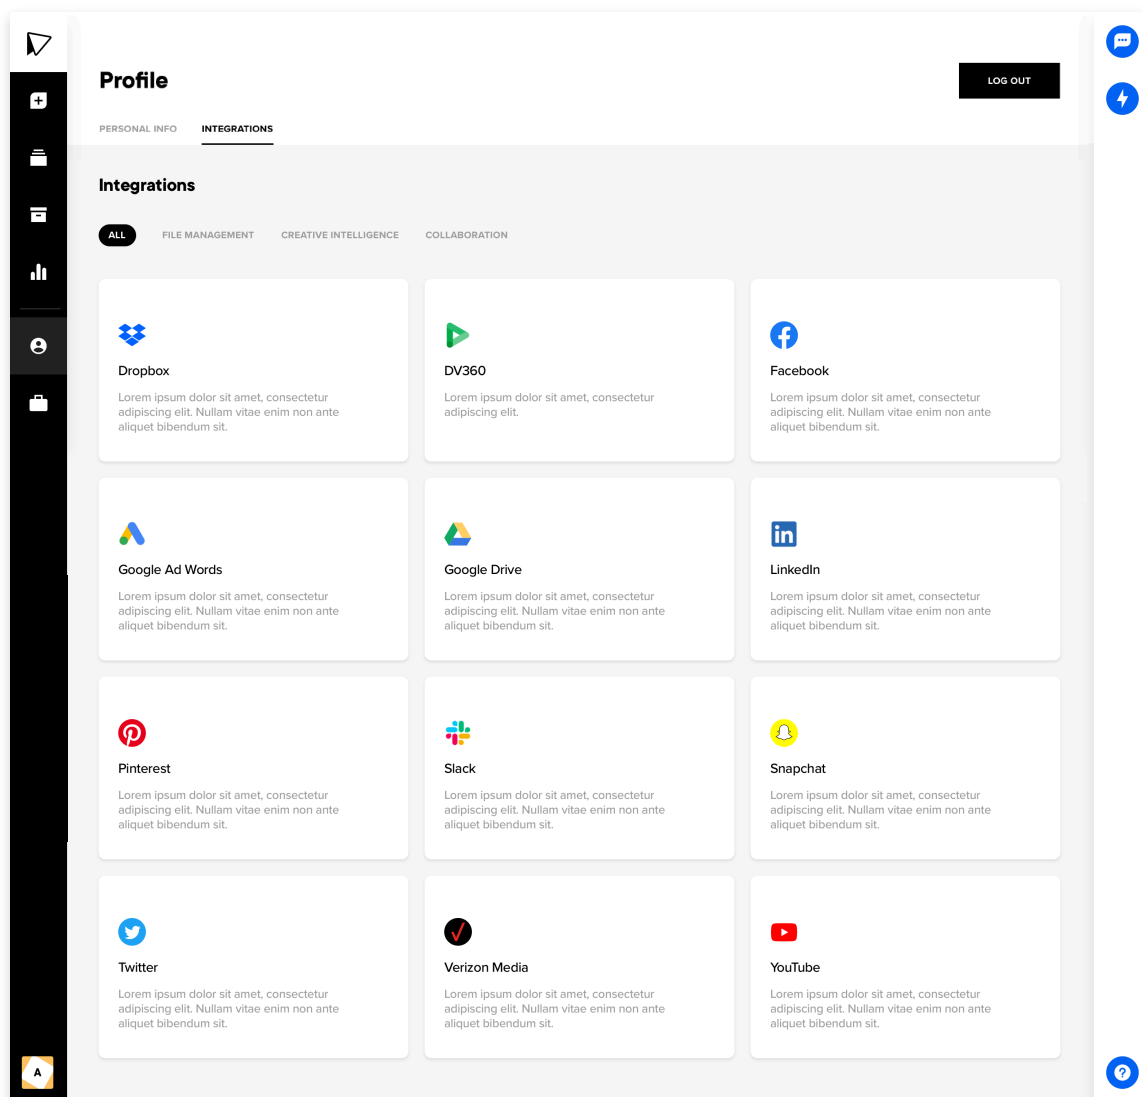 Profile
LOG OUT
PERSONAL INFO
INTEGRATIONS
Integrations
ALL
FILE MANAGEMENT
CREATIVE INTELLIGENCE
COLLABORATION
Dropbox
Lorem ipsum dolor sit amet, consectetur
adipiscing elit. Nullam vitae enim non ante
aliquet bibendum sit.
DV360
Lorem ipsum dolor sit amet, consectetur
adipiscing elit.
Facebook
Lorem ipsum dolor sit amet, consectetur
adipiscing elit. Nullam vitae enim non ante
aliquet bibendum sit.
Google Ad Words
Lorem ipsum dolor sit amet, consectetur
adipiscing elit. Nullam vitae enim non ante
aliquet bibendum sit.
Google Drive
Lorem ipsum dolor sit amet, consectetur
adipiscing elit. Nullam vitae enim non ante
aliquet bibendum sit.
in
LinkedIn
Lorem ipsum dolor sit amet, consectetur
adipiscing elit. Nullam vitae enim non ante
aliquet bibendum sit.
Pinterest
Lorem ipsum dolor sit amet, consectetur
adipiscing elit. Nullam vitae enim non ante
aliquet bibendum sit.
Slack
Lorem ipsum dolor sit amet, consectetur
adipiscing elit. Nullam vitae enim non ante
aliquet bibendum sit.
Snapchat
Lorem ipsum dolor sit amet, consectetur
adipiscing elit. Nullam vitae enim non ante
aliquet bibendum sit.
Twitter
Lorem ipsum dolor sit amet, consectetur
adipiscing elit. Nullam vitae enim non ante
aliquet bibendum sit.
Verizon Media
Lorem ipsum dolor sit amet, consectetur
adipiscing elit. Nullam vitae enim non ante
aliquet bibendum sit.
YouTube
Lorem ipsum dolor sit amet, consectetur
adipiscing elit. Nullam vitae enim non ante
aliquet bibendum sit.
A
?